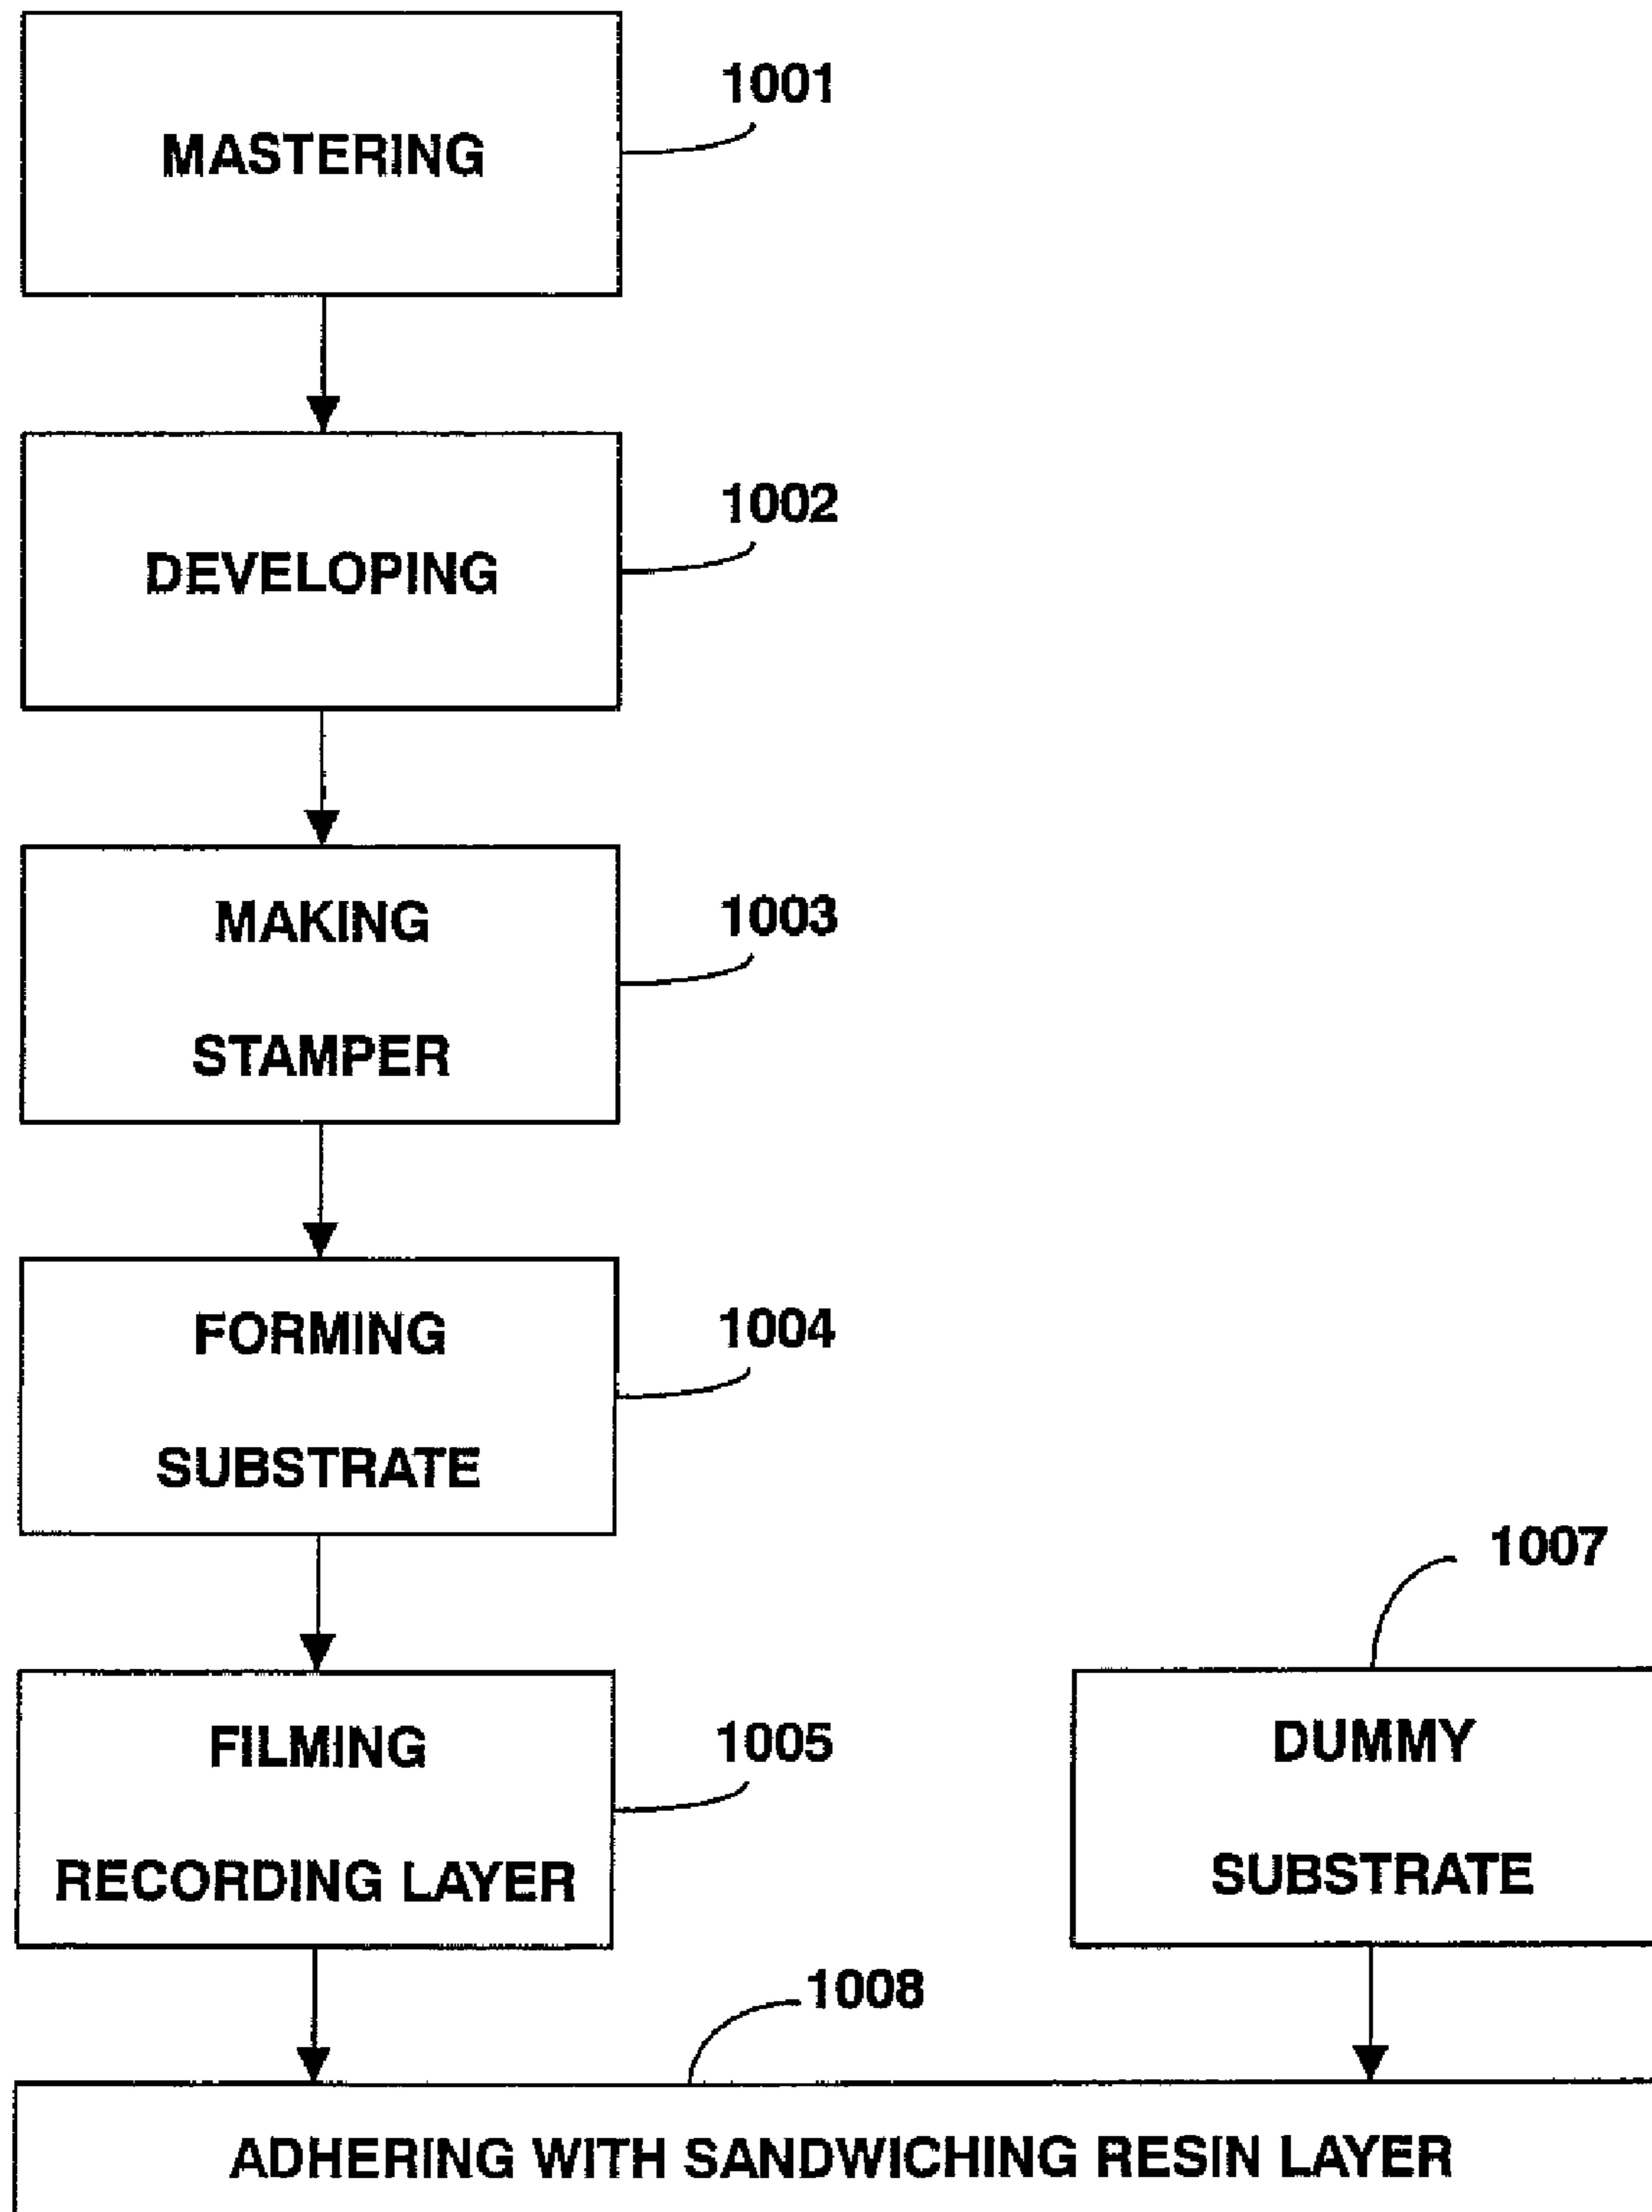 MASTERING
1001
DEVELOPING
1002
MAKING
STAMPER
1003
FORMING
SUBSTRATE
1004
FILMING
RECORDING LAYER
1005
DUMMY
SUBSTRATE
1007
1008
ADHERING WITH SANDWICHING RESIN LAYER